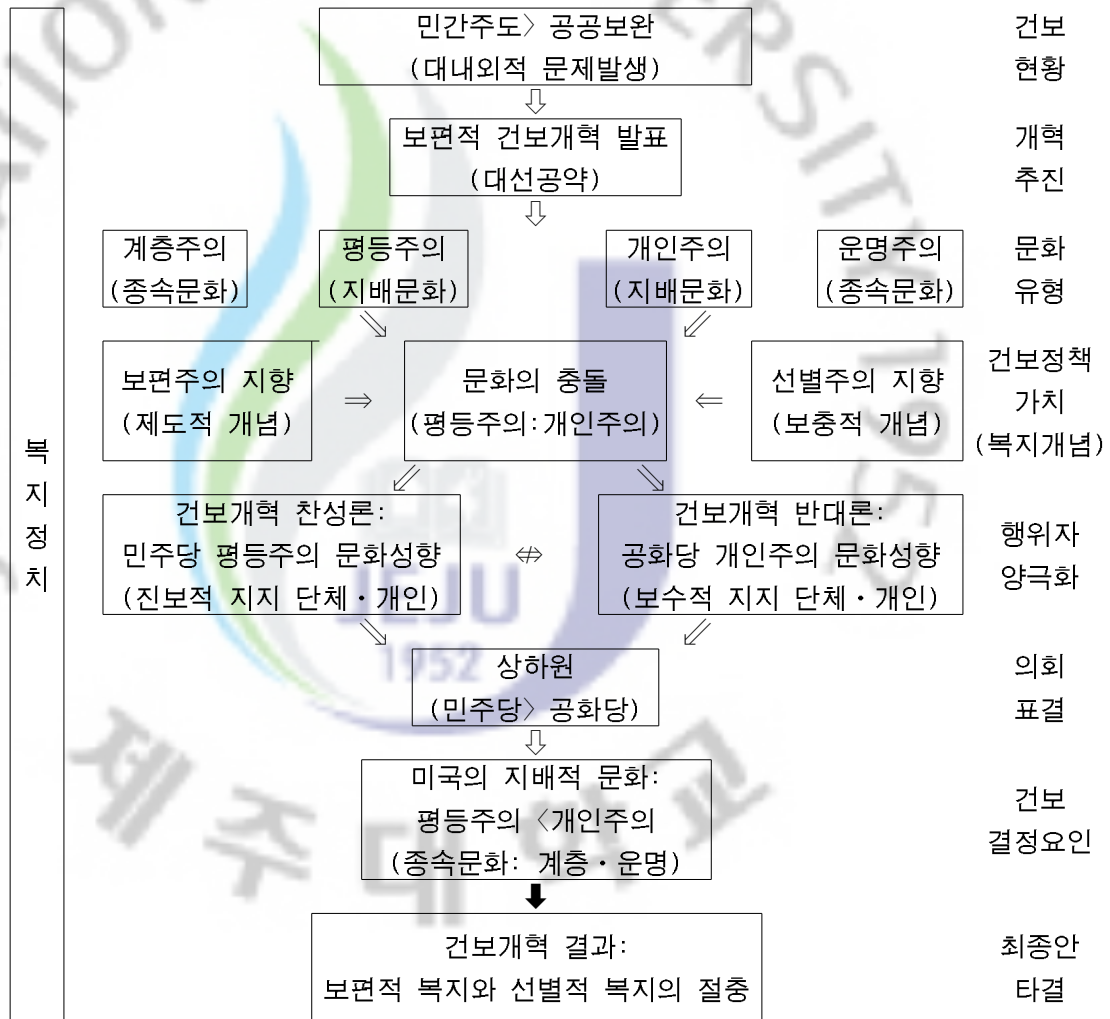 민간주도〉공공보완
(대내외적 문제발생)
건보
현황
⇩
보편적 건보개혁 발표
(대선공약)
개혁
추진
⇩
계층주의
(종속문화)
평등주의
(지배문화)
개인주의
(지배문화)
운명주의
(종속문화)
문화
유형
보편주의 지향
(제도적 개념)
⇒
문화의 충돌
(평등주의:개인주의)
⇐
선별주의 지향
(보충적 개념)
건보정책
가치
(복지개념)
복
지
정
치
건보개혁 찬성론:
민주당 평등주의 문화성향
(진보적 지지 단체・개인)
⇎
건보개혁 반대론:
공화당 개인주의 문화성향
(보수적 지지 단체・개인)
행위자
양극화
상하원
(민주당〉공화당)
의회
표결
⇩
미국의 지배적 문화:
평등주의〈개인주의
(종속문화: 계층・운명)
건보
결정요인
건보개혁 결과:
보편적 복지와 선별적 복지의 절충
최종안
타결
JEJU
1952
제주대학교